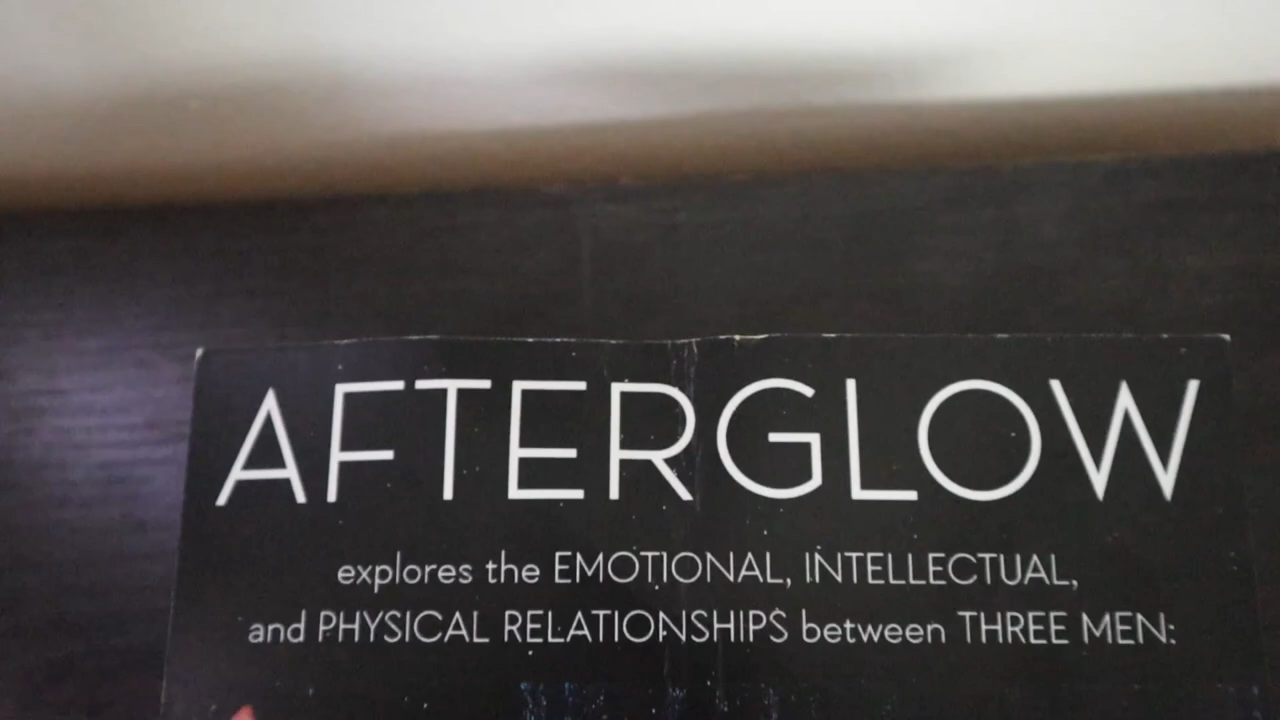 AFTERGLOW
explores the EMOTIONAL, INTELLECTUAL,
and PHYSICAL RELATIONSHIPS between THREE MEN: